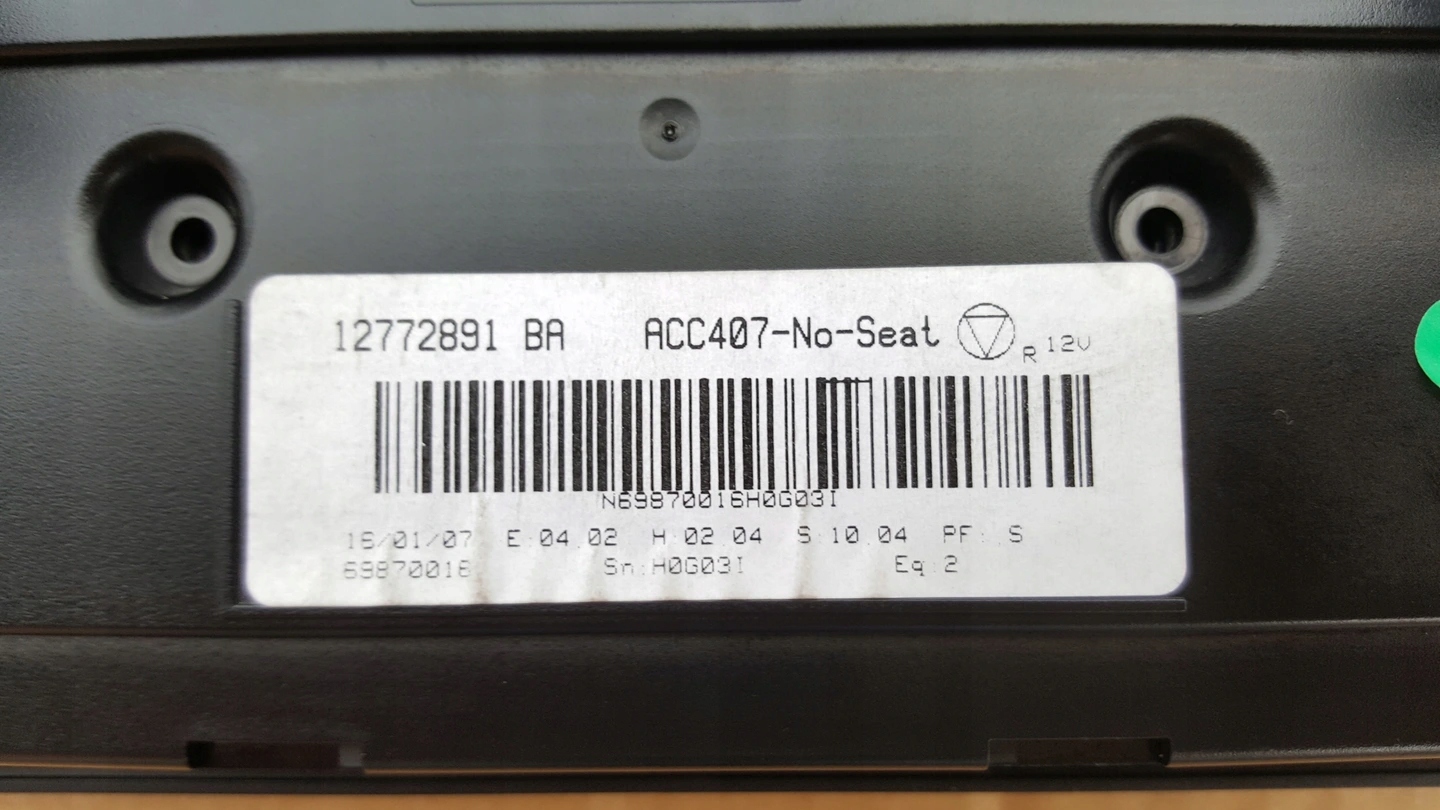 12772891 BA ACC407-No-Seat R 12V
N69870016H0G03I
16/01/07 E:04.02 H:02.04 S:10.04 PF: S
69870016 Sn:H0G03I Eq:2